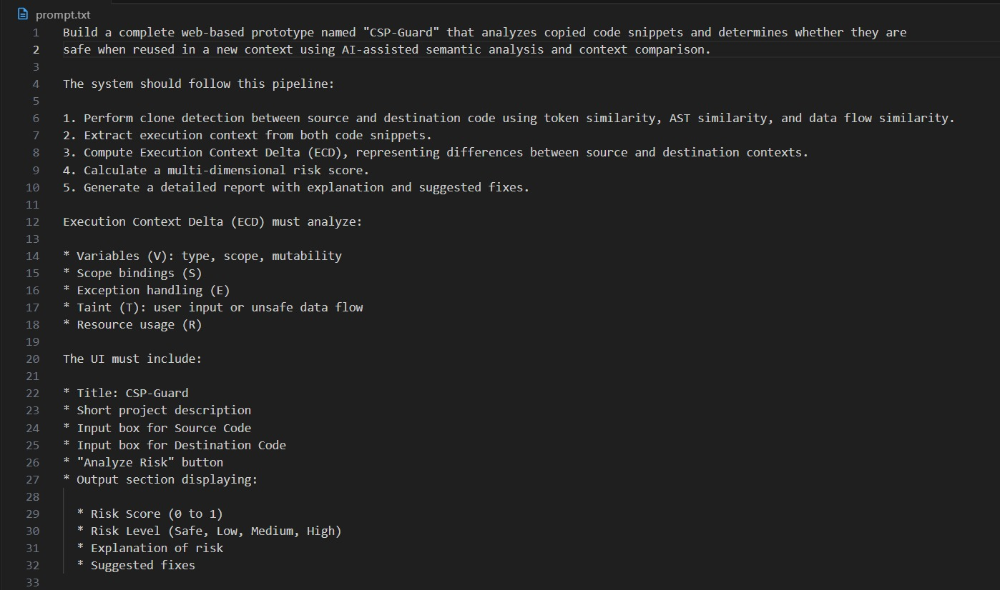 prompt.txt
1 Build a complete web-based prototype named "CSP-Guard" that analyzes copied code snippets and determines whether they are
2 safe when reused in a new context using AI-assisted semantic analysis and context comparison.
3
4 The system should follow this pipeline:
5
6 1. Perform clone detection between source and destination code using token similarity, AST similarity, and data flow similarity.
7 2. Extract execution context from both code snippets.
8 3. Compute Execution Context Delta (ECD), representing differences between source and destination contexts.
9 4. Calculate a multi-dimensional risk score.
10 5. Generate a detailed report with explanation and suggested fixes.
11
12 Execution Context Delta (ECD) must analyze:
13
14 * Variables (V): type, scope, mutability
15 * Scope bindings (S)
16 * Exception handling (E)
17 * Taint (T): user input or unsafe data flow
18 * Resource usage (R)
19
20 The UI must include:
21
22 * Title: CSP-Guard
23 * Short project description
24 * Input box for Source Code
25 * Input box for Destination Code
26 * "Analyze Risk" button
27 * Output section displaying:
28
29 * Risk Score (0 to 1)
30 * Risk Level (Safe, Low, Medium, High)
31 * Explanation of risk
32 * Suggested fixes
33